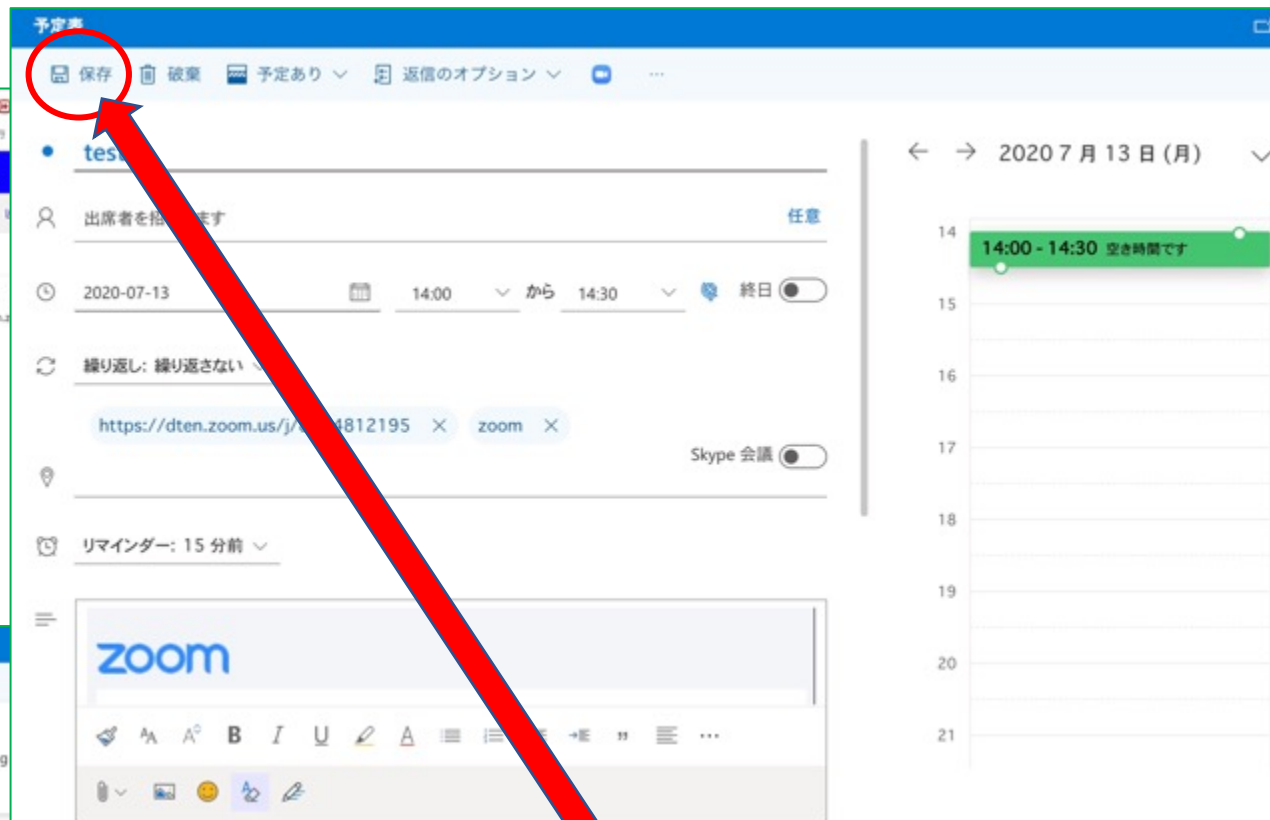 予定表
保存 破棄 予定あり 返信のオプション ...
test
2020 7 月 13 日 (月)
出席者を招 ます 任意
14
14:00 - 14:30 空き時間です
2020-07-13 14:00 から 14:30 終日
15
繰り返し: 繰り返さない
16
https://dten.zoom.us/j/ 4812195 × zoom ×
Skype 会議
17
18
リマインダー: 15 分前
19
zoom
20
B I U A
21